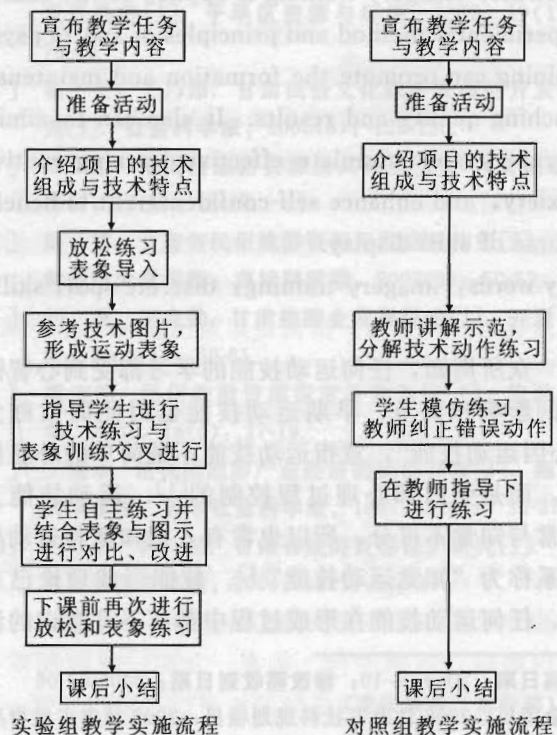 宣布教学任务
与教学内容
准备活动
介绍项目的技术
组成与技术特点
放松练习
表象导入
参考技术图片，
形成运动表象
指导学生进行
技术练习与
表象训练交叉进行
学生自主练习并
结合表象与图示
进行对比、改进
下课前再次进行
放松和表象练习
课后小结
实验组教学实施流程
宣布教学任务
与教学内容
准备活动
介绍项目的技术
组成与技术特点
教师讲解示范，
分解技术动作练习
学生模仿练习，
教师纠正错误动作
在教师指导下
进行练习
课后小结
对照组教学实施流程